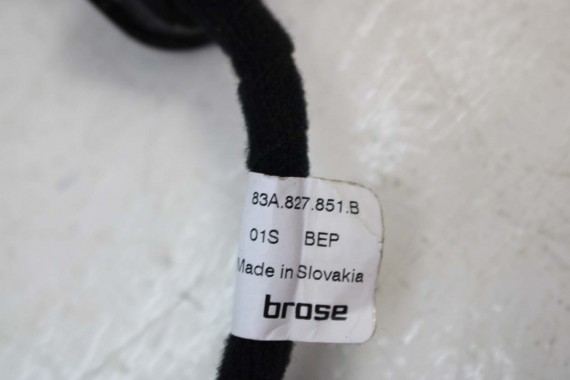 83A.827.851.B
01S BEP
Made in Slovakia
brose